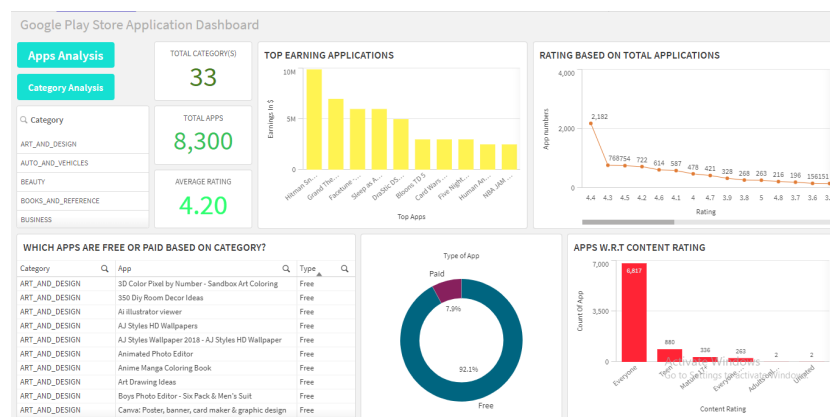 Google Play Store Application Dashboard
Apps Analysis
Category Analysis
Category
ART_AND_DESIGN
AUTO_AND_VEHICLES
BEAUTY
BOOKS_AND_REFERENCE
BUSINESS
TOTAL CATEGORY(S)
33
TOTAL APPS
8,300
AVERAGE RATING
4.20
TOP EARNING APPLICATIONS
Earnings In $
10M
5M
0
Hitman Sn...
Grand The...
Facetune -...
Sleep as A...
DraStic DS...
Bloons TD 5
Card Wars ...
Five Night...
Human An...
NBA JAM ...
Top Apps
RATING BASED ON TOTAL APPLICATIONS
App numbers
4,000
2,000
0
2,182 768 754 722 614 587 478 421 328 268 263 216 196 156 151
4.4 4.3 4.5 4.2 4.6 4.1 4 4.7 3.9 3.8 5 4.8 3.7 3.6
Rating
WHICH APPS ARE FREE OR PAID BASED ON CATEGORY?
Category App Type
ART_AND_DESIGN 3D Color Pixel by Number - Sandbox Art Coloring Free
ART_AND_DESIGN 350 Diy Room Decor Ideas Free
ART_AND_DESIGN Ai illustrator viewer Free
ART_AND_DESIGN AJ Styles HD Wallpapers Free
ART_AND_DESIGN AJ Styles Wallpaper 2018 - AJ Styles HD Wallpaper Free
ART_AND_DESIGN Animated Photo Editor Free
ART_AND_DESIGN Anime Manga Coloring Book Free
ART_AND_DESIGN Art Drawing Ideas Free
ART_AND_DESIGN Boys Photo Editor - Six Pack & Men's Suit Free
ART_AND_DESIGN Canva: Poster, banner, card maker & graphic design Free
Type of App
Paid
7.9%
92.1%
Free
APPS W.R.T CONTENT RATING
Count Of App
7,000
3,500
0
6,817
880
336
263
2
2
Everyone
Teen
Mature 17+
Everyone...
Adults onl...
Unrated
Content Rating
Activate Windows
Go to Settings to activate Windows.